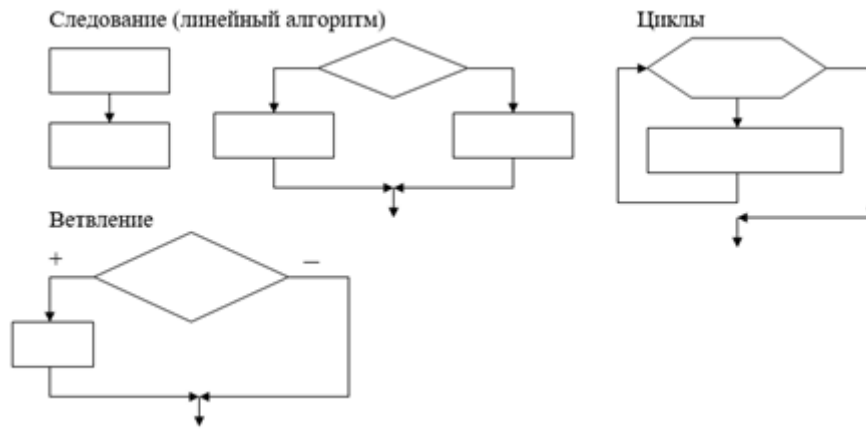 Следование (линейный алгоритм)
Циклы
Ветвление
+ −